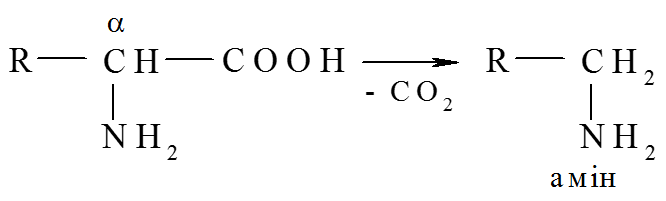 α
R — CH — COOH → R — CH₂
- CO₂
NH₂ NH₂
амін